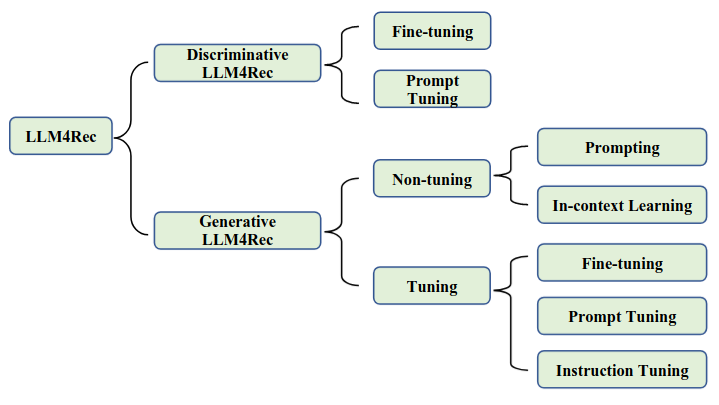 LLM4Rec
Discriminative
LLM4Rec
Fine-tuning
Prompt
Tuning
Generative
LLM4Rec
Non-tuning
Prompting
In-context Learning
Tuning
Fine-tuning
Prompt Tuning
Instruction Tuning